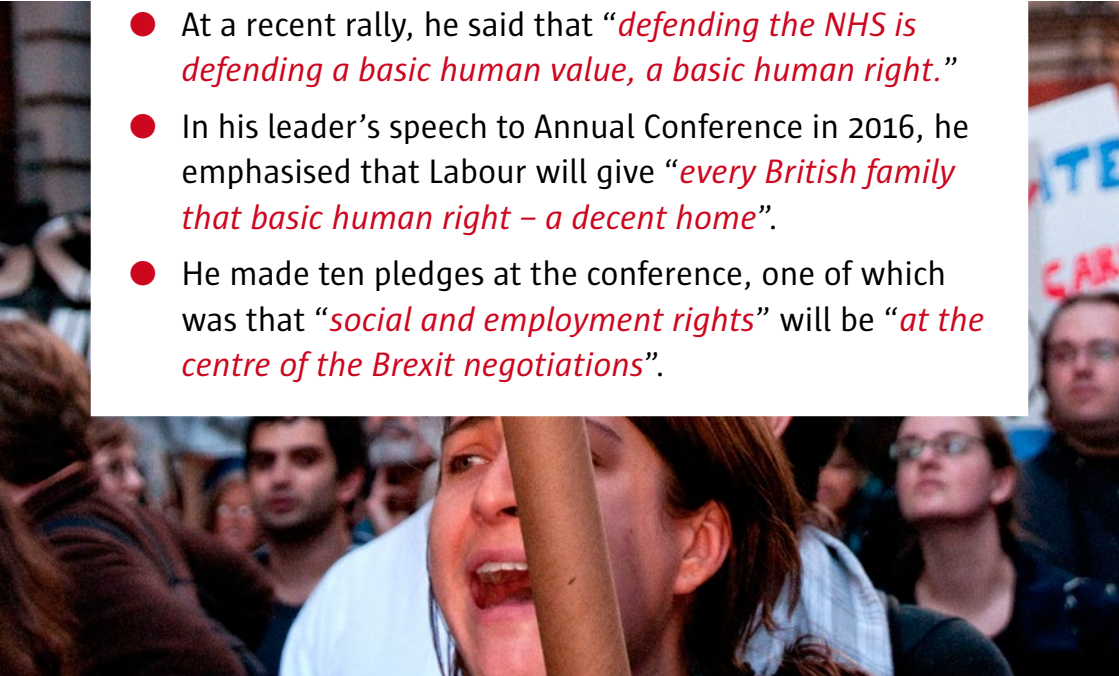 ● At a recent rally, he said that “defending the NHS is
defending a basic human value, a basic human right.”
● In his leader’s speech to Annual Conference in 2016, he
emphasised that Labour will give “every British family
that basic human right – a decent home”.
● He made ten pledges at the conference, one of which
was that “social and employment rights” will be “at the
centre of the Brexit negotiations”.